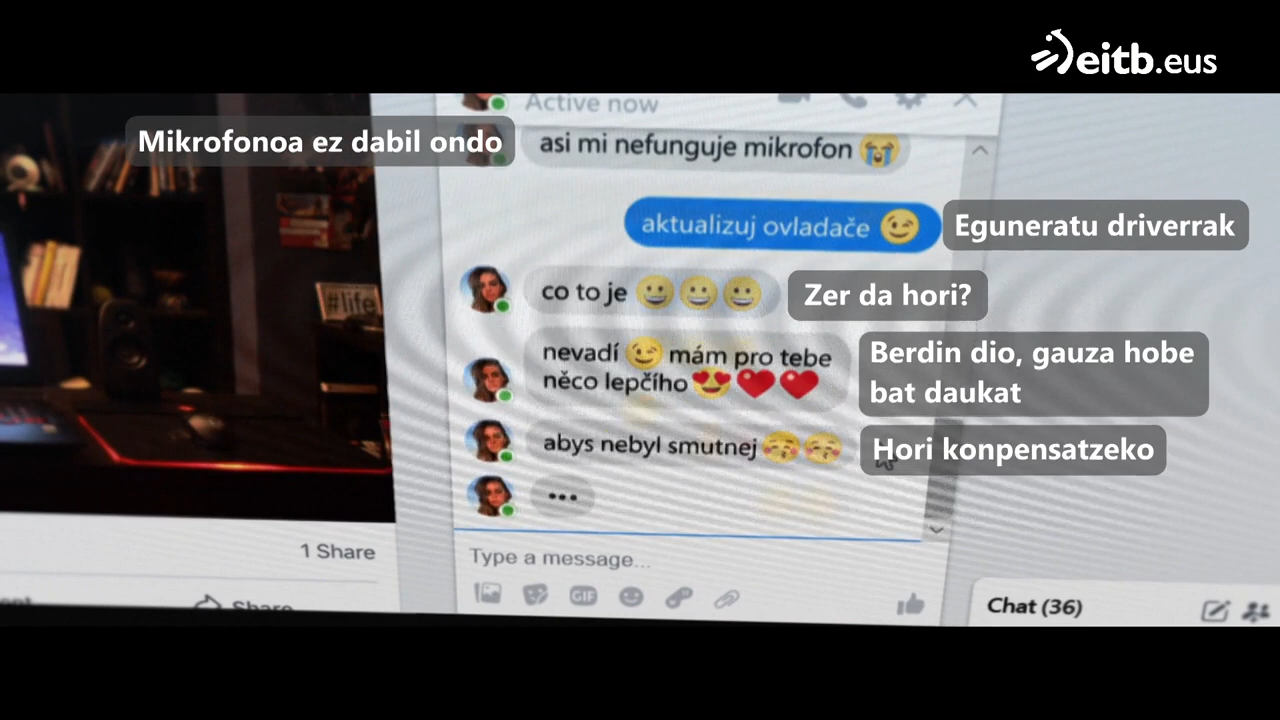 eitb.eus
Active now
Mikrofonoa ez dabil ondo
asi mi nefunguje mikrofon 😭
aktualizuj ovladače 😉
Eguneratu driverrak
co to je 😀😀😀
Zer da hori?
nevadí 😉 mám pro tebe
něco lepčího 😍❤️❤️
Berdin dio, gauza hobe
bat daukat
abys nebyl smutnej 😚😚
Hori konpensatzeko
#life
1 Share
Share
Type a message...
GIF
Chat (36)